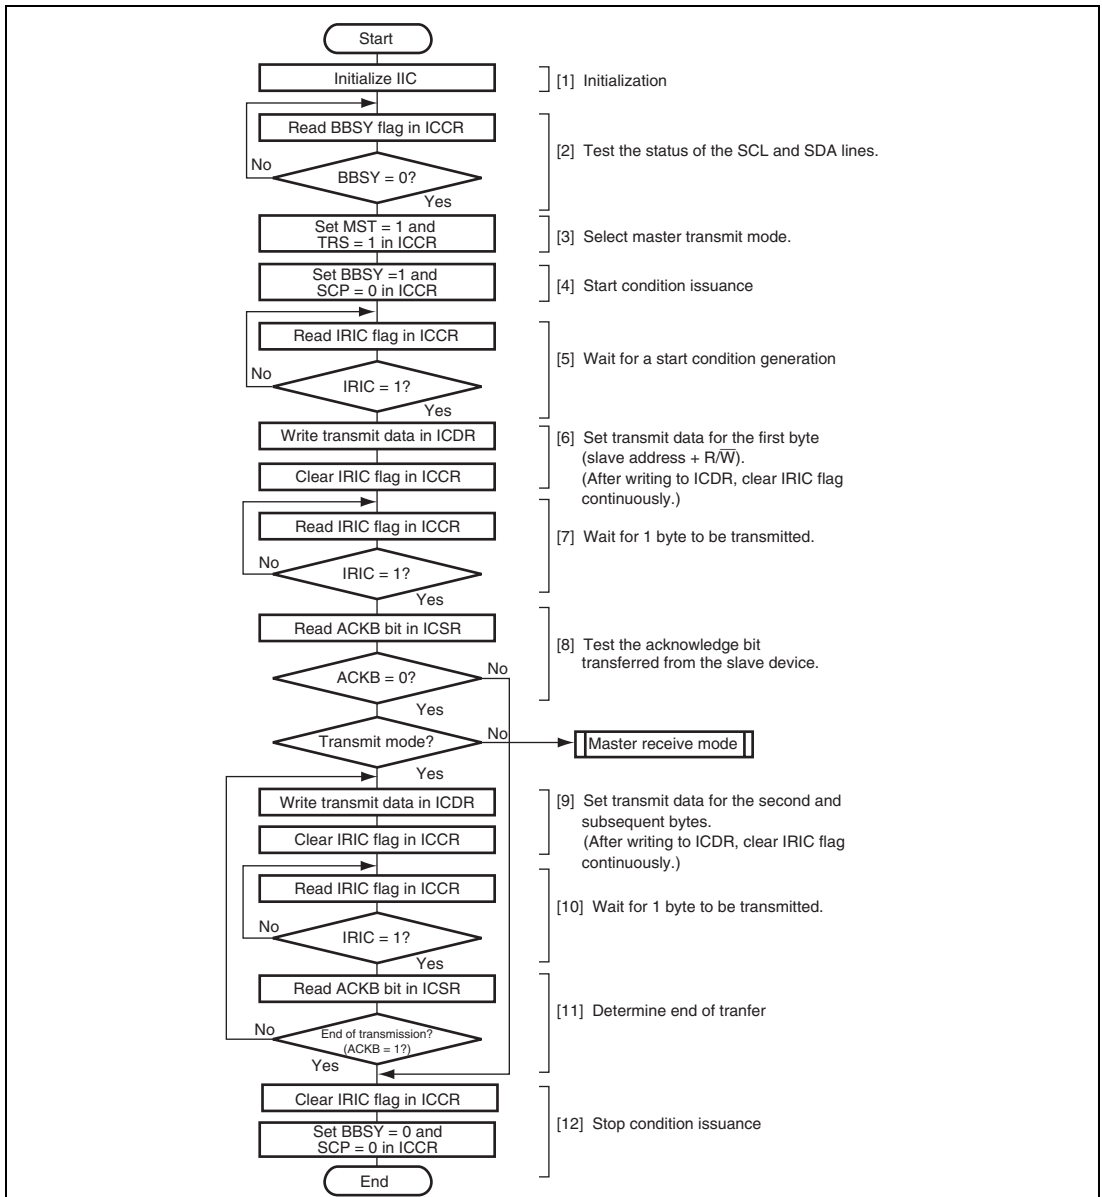 Start
Initialize IIC
[1] Initialization
Read BBSY flag in ICCR
[2] Test the status of the SCL and SDA lines.
No
BBSY = 0?
Yes
Set MST = 1 and
TRS = 1 in ICCR
[3] Select master transmit mode.
Set BBSY =1 and
SCP = 0 in ICCR
[4] Start condition issuance
Read IRIC flag in ICCR
[5] Wait for a start condition generation
No
IRIC = 1?
Yes
Write transmit data in ICDR
[6] Set transmit data for the first byte
(slave address + R/W̅).
(After writing to ICDR, clear IRIC flag
continuously.)
Clear IRIC flag in ICCR
Read IRIC flag in ICCR
[7] Wait for 1 byte to be transmitted.
No
IRIC = 1?
Yes
Read ACKB bit in ICSR
[8] Test the acknowledge bit
transferred from the slave device.
No
ACKB = 0?
Yes
Transmit mode?
No
Master receive mode
Yes
Write transmit data in ICDR
[9] Set transmit data for the second and
subsequent bytes.
(After writing to ICDR, clear IRIC flag
continuously.)
Clear IRIC flag in ICCR
Read IRIC flag in ICCR
[10] Wait for 1 byte to be transmitted.
No
IRIC = 1?
Yes
Read ACKB bit in ICSR
[11] Determine end of tranfer
No
End of transmission?
(ACKB = 1?)
Yes
Clear IRIC flag in ICCR
[12] Stop condition issuance
Set BBSY = 0 and
SCP = 0 in ICCR
End